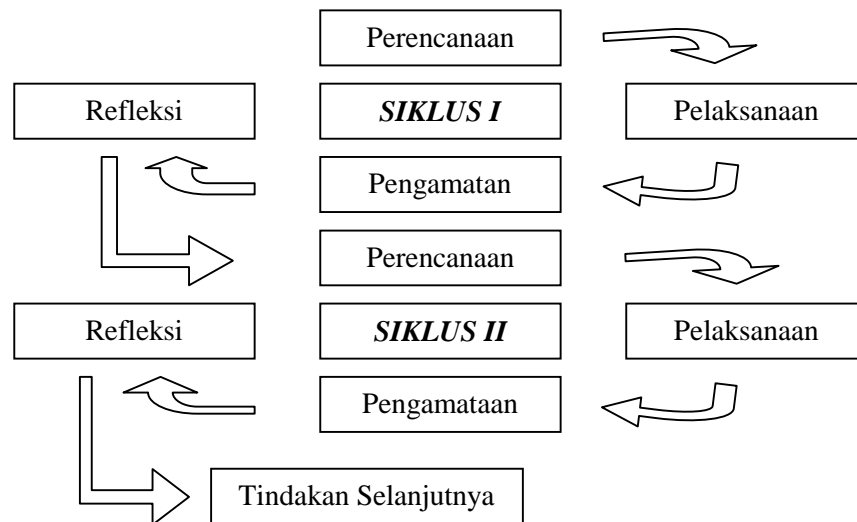 Perencanaan
Refleksi
SIKLUS I
Pelaksanaan
Pengamatan
Perencanaan
Refleksi
SIKLUS II
Pelaksanaan
Pengamataan
Tindakan Selanjutnya